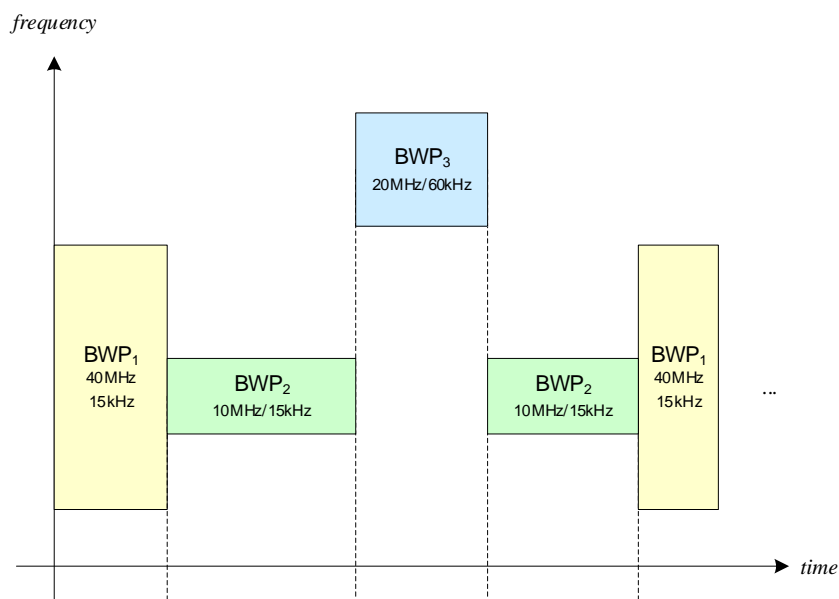 frequency
BWP₃
20MHz/60kHz
BWP₁
40MHz
15kHz
BWP₂
10MHz/15kHz
BWP₂
10MHz/15kHz
BWP₁
40MHz
15kHz
...
time